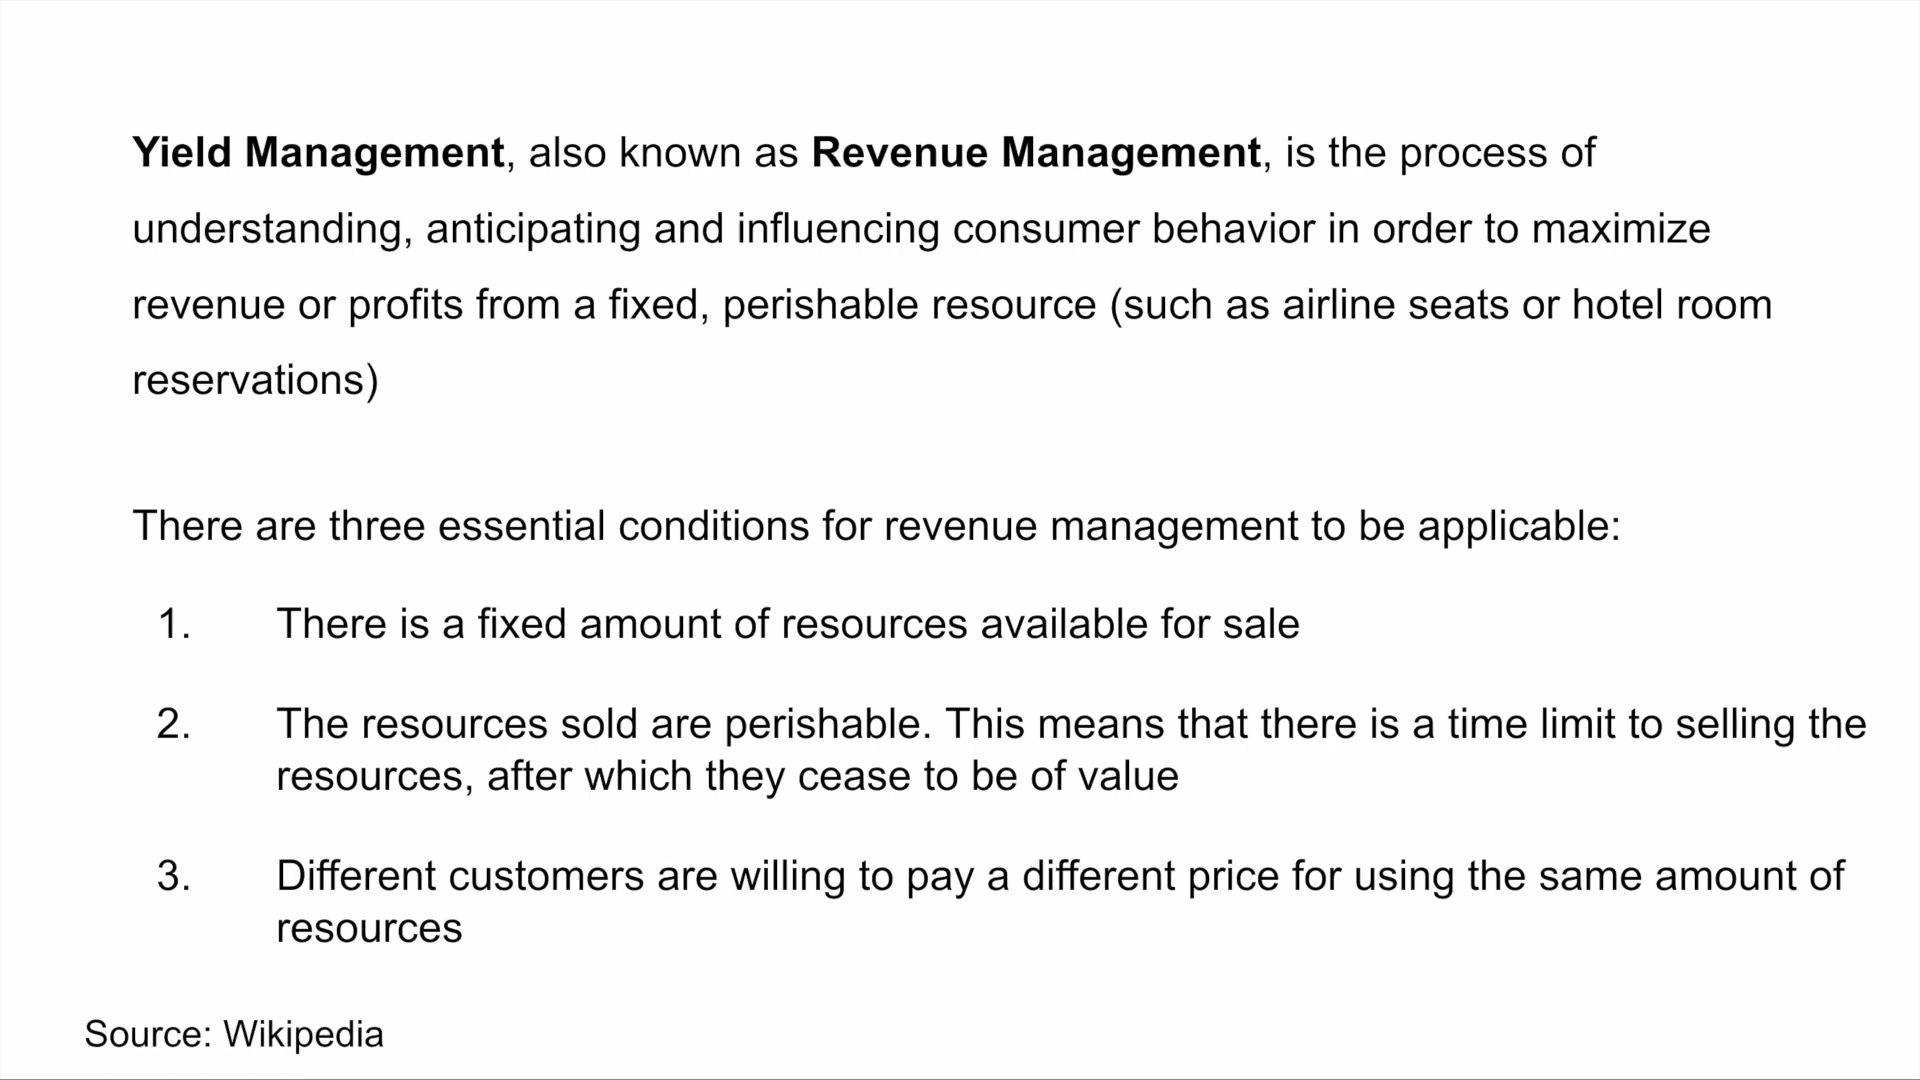 Yield Management, also known as Revenue Management, is the process of
understanding, anticipating and influencing consumer behavior in order to maximize
revenue or profits from a fixed, perishable resource (such as airline seats or hotel room
reservations)
There are three essential conditions for revenue management to be applicable:
1. There is a fixed amount of resources available for sale
2. The resources sold are perishable. This means that there is a time limit to selling the
resources, after which they cease to be of value
3. Different customers are willing to pay a different price for using the same amount of
resources
Source: Wikipedia